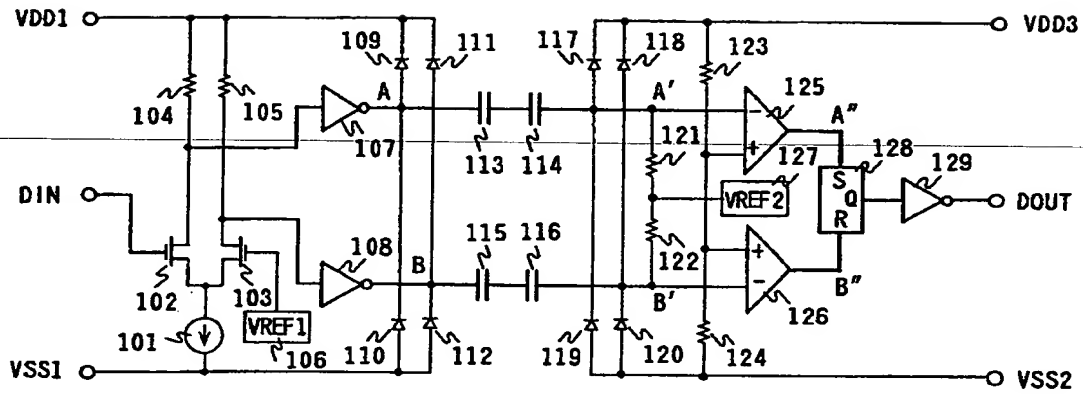 VDD1
VDD3
109
111
117
118
123
104
105
A
A′
125
A″
107
113
114
121
127
128
129
DIN
VREF2
S
Q
R
DOUT
102
103
108
115
116
B
122
B′
126
B″
101
VREF1
106
110
112
119
120
124
VSS1
VSS2
-
+
+
-